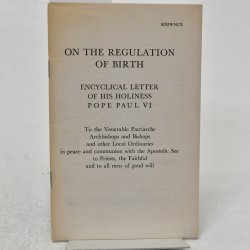 SIXPENCE
ON THE REGULATION
OF BIRTH
ENCYCLICAL LETTER
OF HIS HOLINESS
POPE PAUL VI
To the Venerable Patriarchs
Archbishops and Bishops
and other Local Ordinaries
in peace and communion with the Apostolic See
to Priests, the Faithful
and to all men of good will